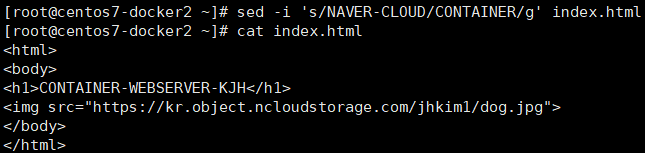 [root@centos7-docker2 ~]# sed -i 's/NAVER-CLOUD/CONTAINER/g' index.html
[root@centos7-docker2 ~]# cat index.html
<html>
<body>
<h1>CONTAINER-WEBSERVER-KJH</h1>
<img src="https://kr.object.ncloudstorage.com/jhkim1/dog.jpg">
</body>
</html>